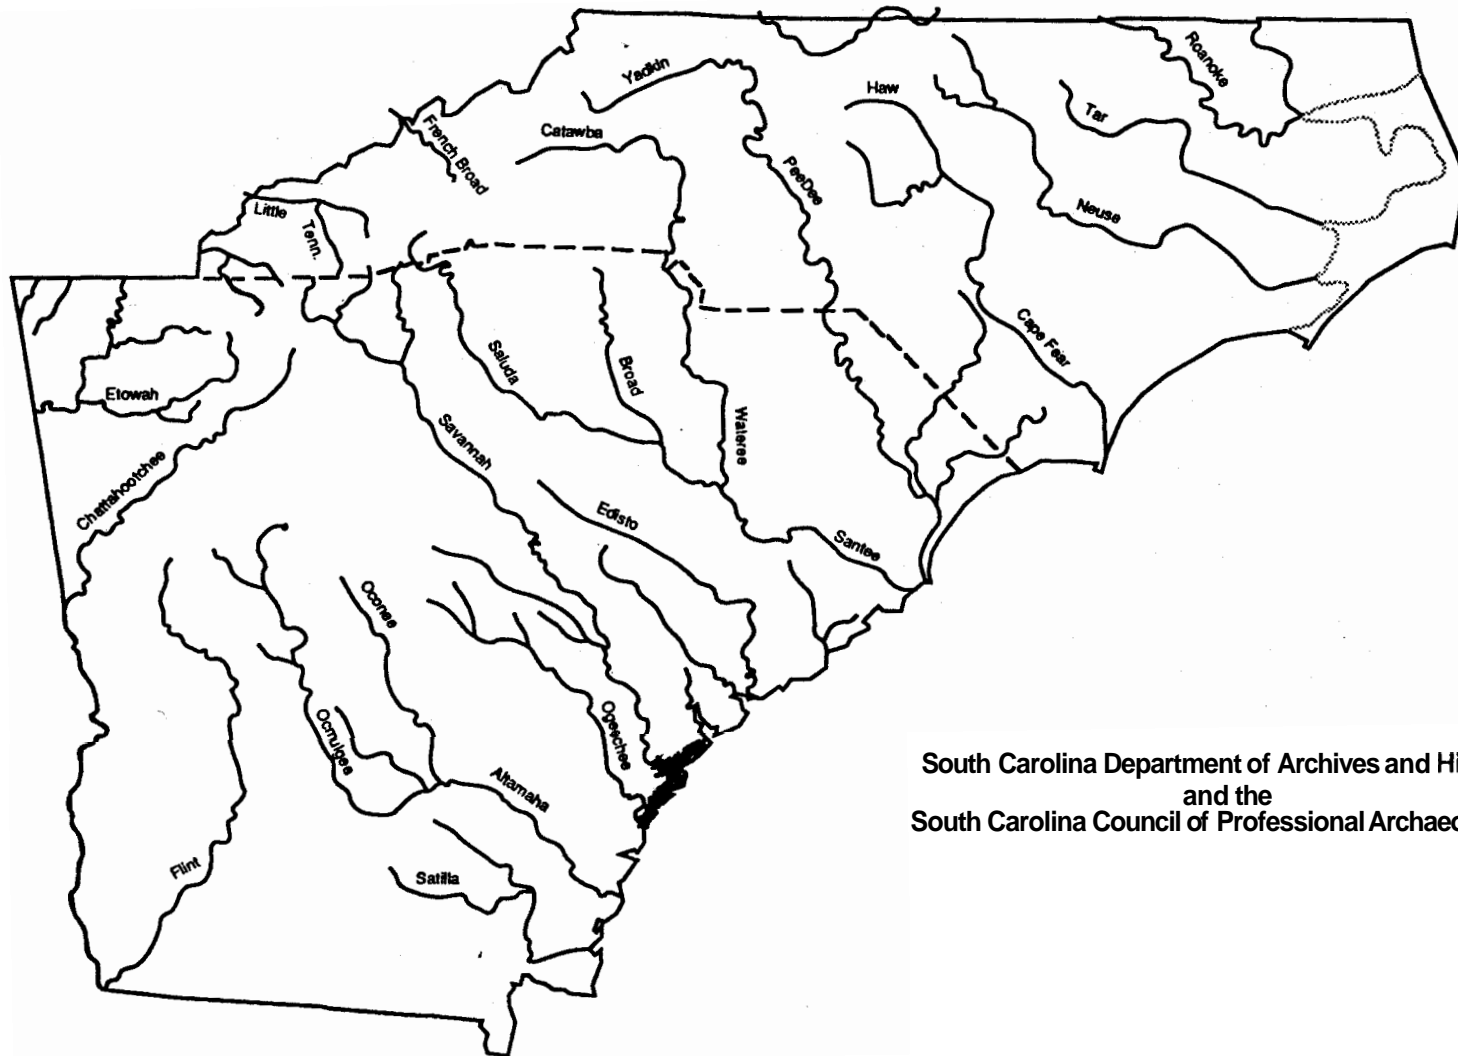 Roanoke
Yadkin
Haw
Tar
French Broad
Catawba
PeeDee
Little
Tenn.
Neuse
Cape Fear
Saluda
Broad
Etowah
Wateree
Savannah
Chattahootchee
Edisto
Santee
Oconee
Ocmulgee
Ogeechee
Altamaha
Flint
Satilla
South Carolina Department of Archives and Hi
and the
South Carolina Council of Professional Archaeo